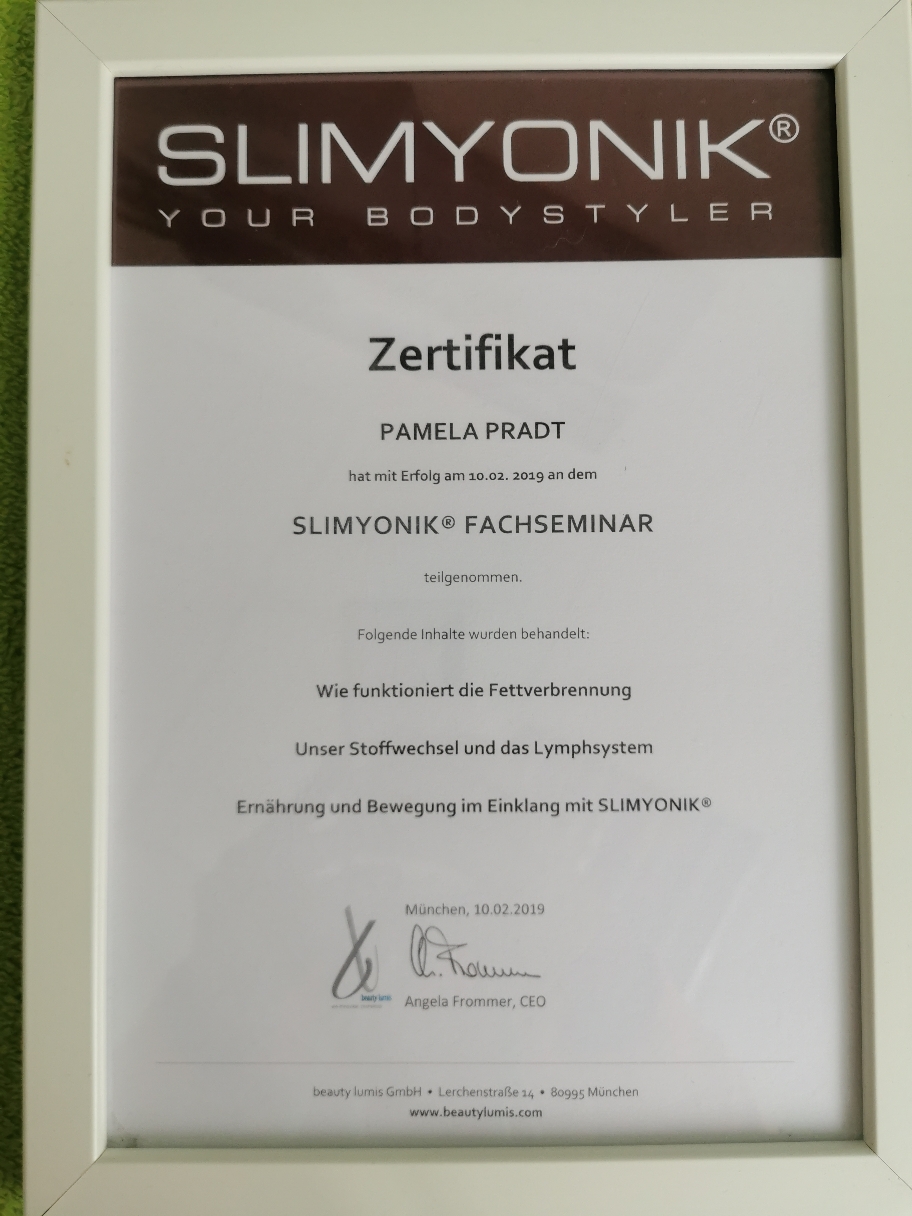 SLIMYONIK®
YOUR BODYSTYLER
Zertifikat
PAMELA PRADT
hat mit Erfolg am 10.02. 2019 an dem
SLIMYONIK® FACHSEMINAR
teilgenommen.
Folgende Inhalte wurden behandelt:
Wie funktioniert die Fettverbrennung
Unser Stoffwechsel und das Lymphsystem
Ernährung und Bewegung im Einklang mit SLIMYONIK®
München, 10.02.2019
beauty lumis
Angela Frommer, CEO
beauty lumis GmbH • Lerchenstraße 14 • 80995 München
www.beautylumis.com